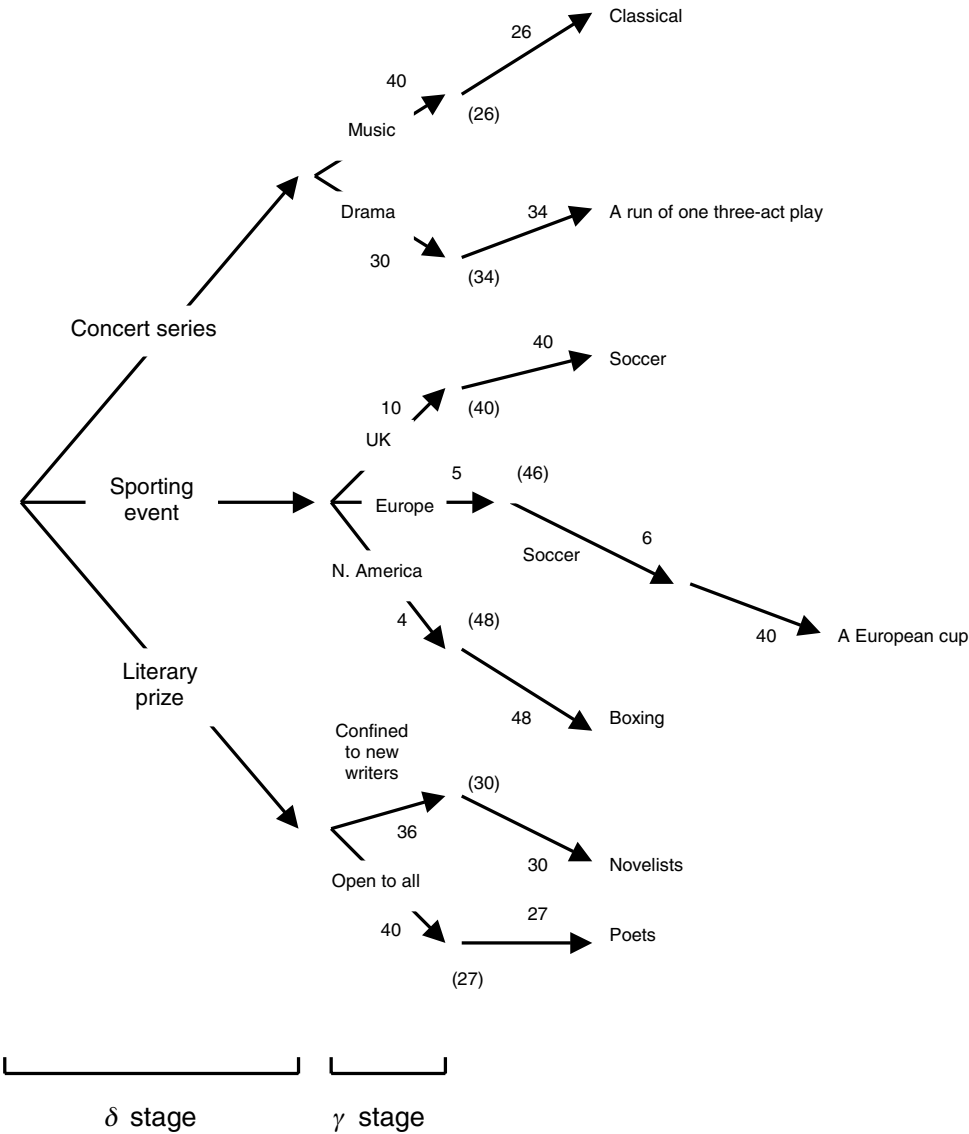 Classical
26
40
(26)
Music
Drama
34
A run of one three-act play
30
(34)
Concert series
40
Soccer
10
(40)
UK
5
(46)
Sporting
event
Europe
6
Soccer
N. America
4
(48)
40
A European cup
Literary
prize
48
Boxing
Confined
to new
writers
(30)
36
30
Novelists
Open to all
27
40
Poets
(27)
δ stage
γ stage